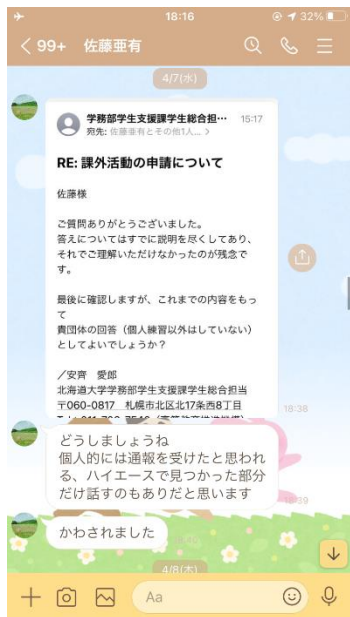 18:16
32%
99+ 佐藤亜有
4/7(水)
学務部学生支援課学生総合担… 15:17
宛先: 佐藤亜有とその他1人... >
RE: 課外活動の申請について
佐藤様
ご質問ありがとうございました。
答えについてはすでに説明を尽くしてあり、
それでご理解いただけなかったのが残念で
す。
最後に確認しますが、これまでの内容をもっ
て
貴団体の回答（個人練習以外はしていない）
としてよいでしょうか？
／安齊 愛郎
北海道大学学務部学生支援課学生総合担当
〒060-0817 札幌市北区北17条西8丁目
18:38
どうしましょうね
個人的には通報を受けたと思われ
る、ハイエースで見つかった部分
だけ話すのもありだと思います
18:39
かわされました
18:40
4/8(木)
Aa